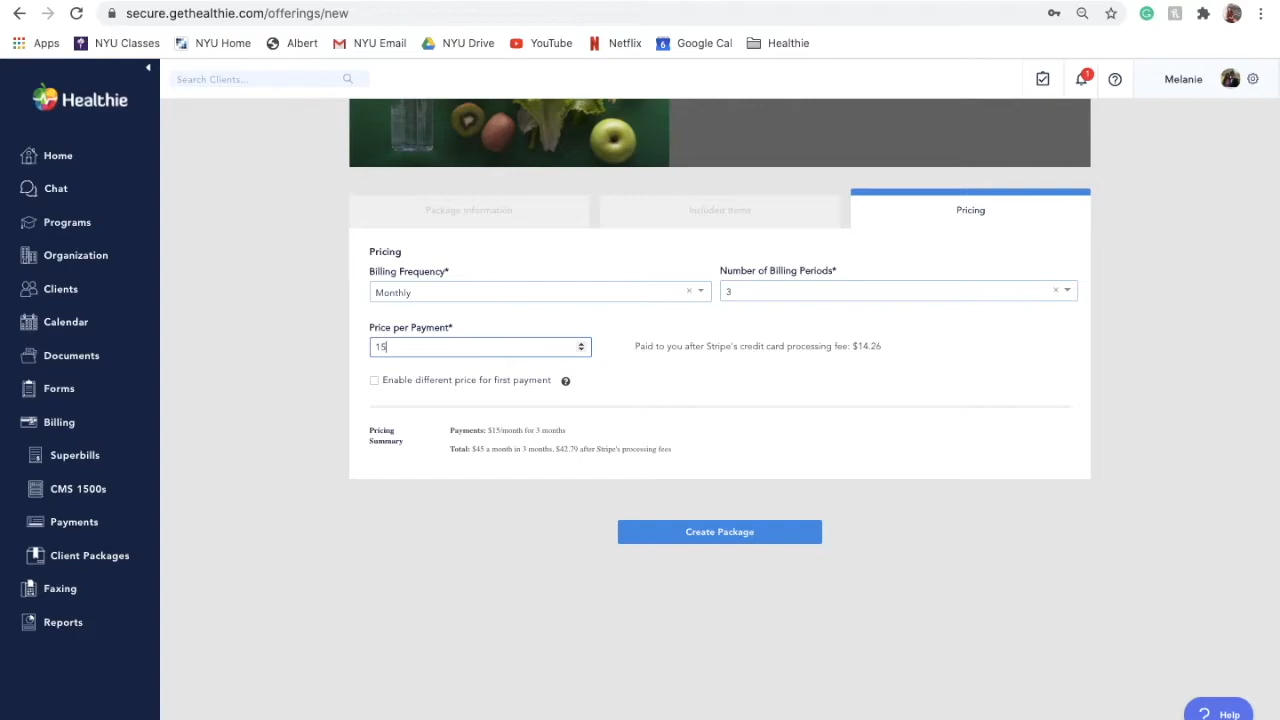 secure.gethealthie.com/offerings/new
Apps NYU Classes NYU Home Albert NYU Email NYU Drive YouTube Netflix 6 Google Cal Healthie
Healthie
Search Clients...
1
Melanie
Home
Chat
Programs
Organization
Clients
Calendar
Documents
Forms
Billing
Superbills
CMS 1500s
Payments
Client Packages
Faxing
Reports
Package Information Included Items Pricing
Pricing
Billing Frequency* Number of Billing Periods*
Monthly × 3 ×
Price per Payment*
15 Paid to you after Stripe's credit card processing fee: $14.26
Enable different price for first payment ?
Pricing Summary Payments: $15/month for 3 months
Total: $45 a month in 3 months, $42.79 after Stripe's processing fees
Create Package
? Help